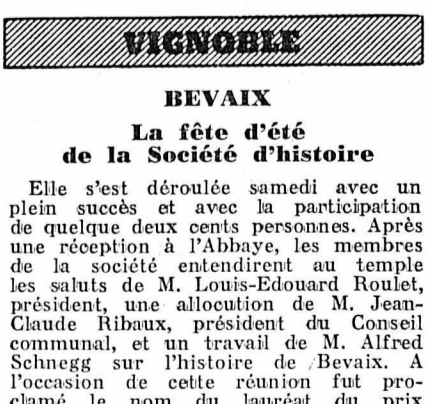 VIGNOBLE
BEVAIX
La fête d'été
de la Société d'histoire
Elle s'est déroulée samedi avec un
plein succès et avec la participation
de quelque deux cents personnes. Après
une réception à l'Abbaye, les membres
de la société entendirent au temple
les saluts de M. Louis-Edouard Roulet,
président, une allocution de M. Jean-
Claude Ribaux, président du Conseil
communal, et un travail de M. Alfred
Schnegg sur l'histoire de Bevaix. A
l'occasion de cette réunion fut pro-
clamé le nom du lauréat du prix